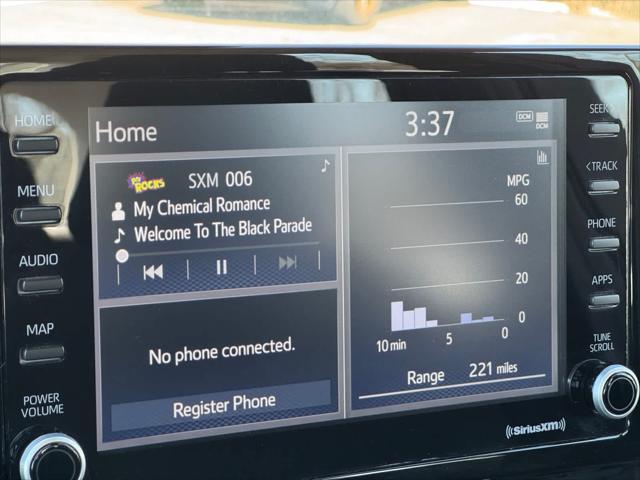 HOME
MENU
AUDIO
MAP
POWER
VOLUME
Home
3:37
DCM
DCM
SXM 006
My Chemical Romance
Welcome To The Black Parade
No phone connected.
Register Phone
MPG
60
40
20
0
10 min
5
0
Range 221 miles
SEEK>
<TRACK
PHONE
APPS
TUNE
SCROLL
((SiriusXM))